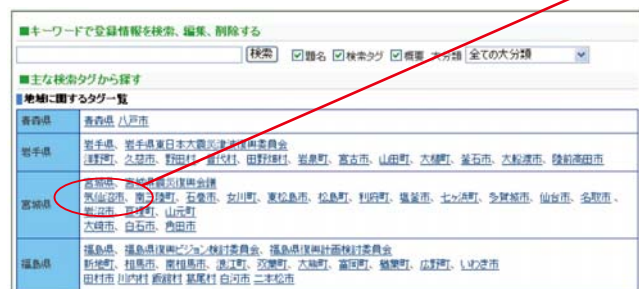 ■キーワードで登録情報を検索、編集、削除する
検索 題名 検索タグ 概要 大分類 全ての大分類
■主な検索タグから探す
地域に関するタグ一覧
青森県 青森県 八戸市
岩手県 岩手県、岩手県東日本大震災津波復興委員会
洋野町、久慈市、野田村、普代村、田野畑村、岩泉町、宮古市、山田町、大槌町、釜石市、大船渡市、陸前高田市
宮城県 宮城県、宮城県震災復興会議
気仙沼市、南三陸町、石巻市、女川町、東松島市、松島町、利府町、塩釜市、七ヶ浜町、多賀城市、仙台市、名取市、
岩沼市、亘理町、山元町
大崎市、白石市、角田市
福島県 福島県、福島県復興ビジョン検討委員会、福島県復興計画検討委員会
新地町、相馬市、南相馬市、浪江町、双葉町、大熊町、富岡町、楢葉町、広野町、いわき市
田村市 川内村 飯舘村 葛尾村 白河市 二本松市